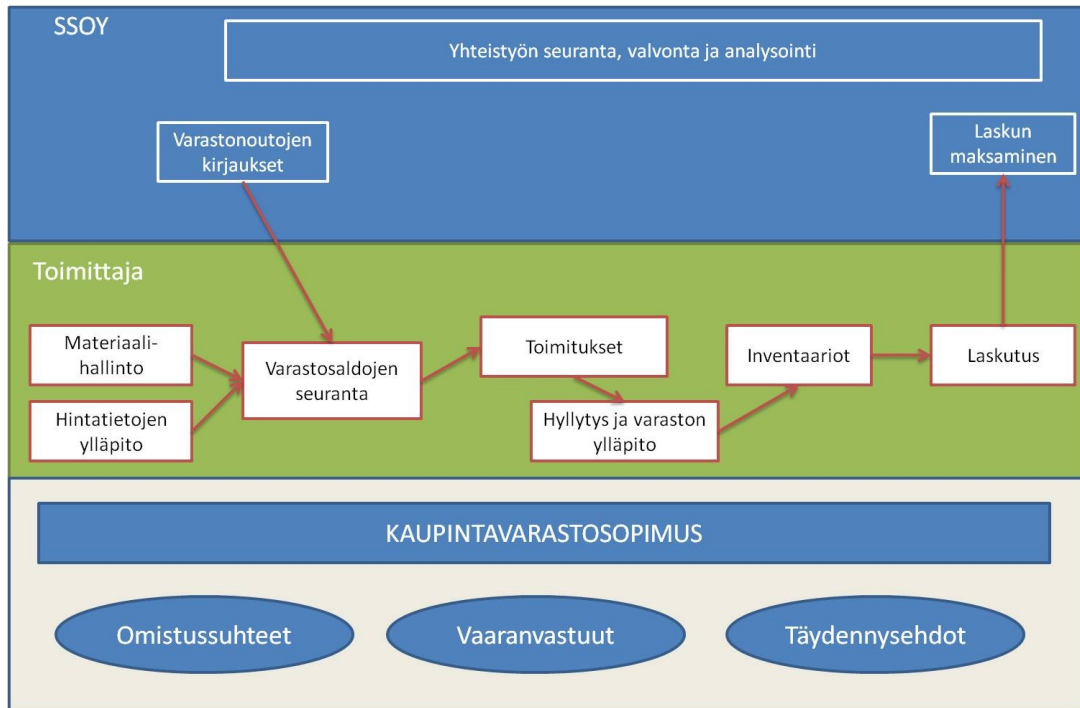 SSOY
Yhteistyön seuranta, valvonta ja analysointi
Varastonoutojen
kirjaukset
Laskun
maksaminen
Toimittaja
Materiaali-
hallinto
Hintatietojen
ylläpito
Varastosaldojen
seuranta
Toimitukset
Hyllytys ja varaston
ylläpito
Inventaariot
Laskutus
KAUPINTAVARASTOSOPIMUS
Omistussuhteet
Vaaranvastuut
Täydennysehdot